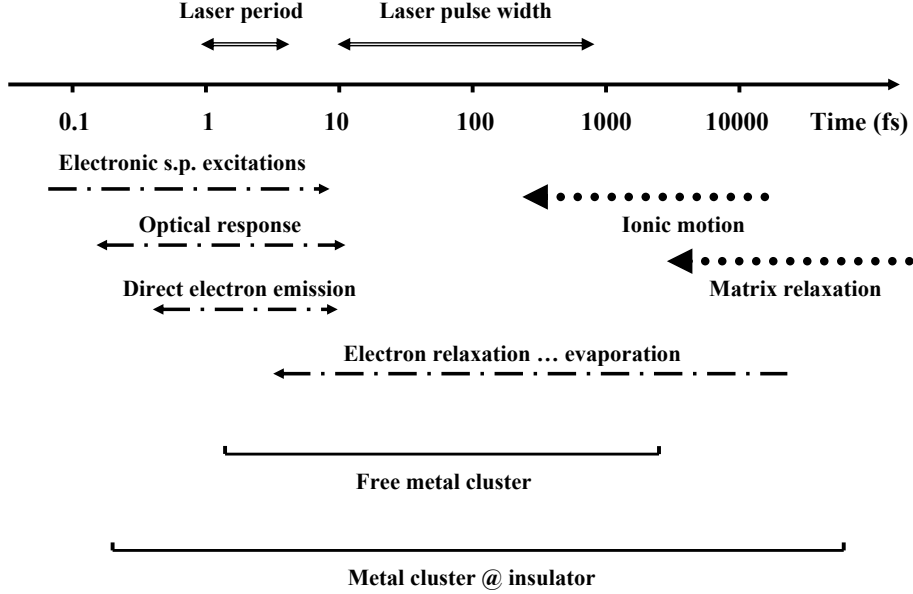 Laser period
Laser pulse width
0.1 1 10 100 1000 10000 Time (fs)
Electronic s.p. excitations
Optical response
Ionic motion
Direct electron emission
Matrix relaxation
Electron relaxation … evaporation
Free metal cluster
Metal cluster @ insulator